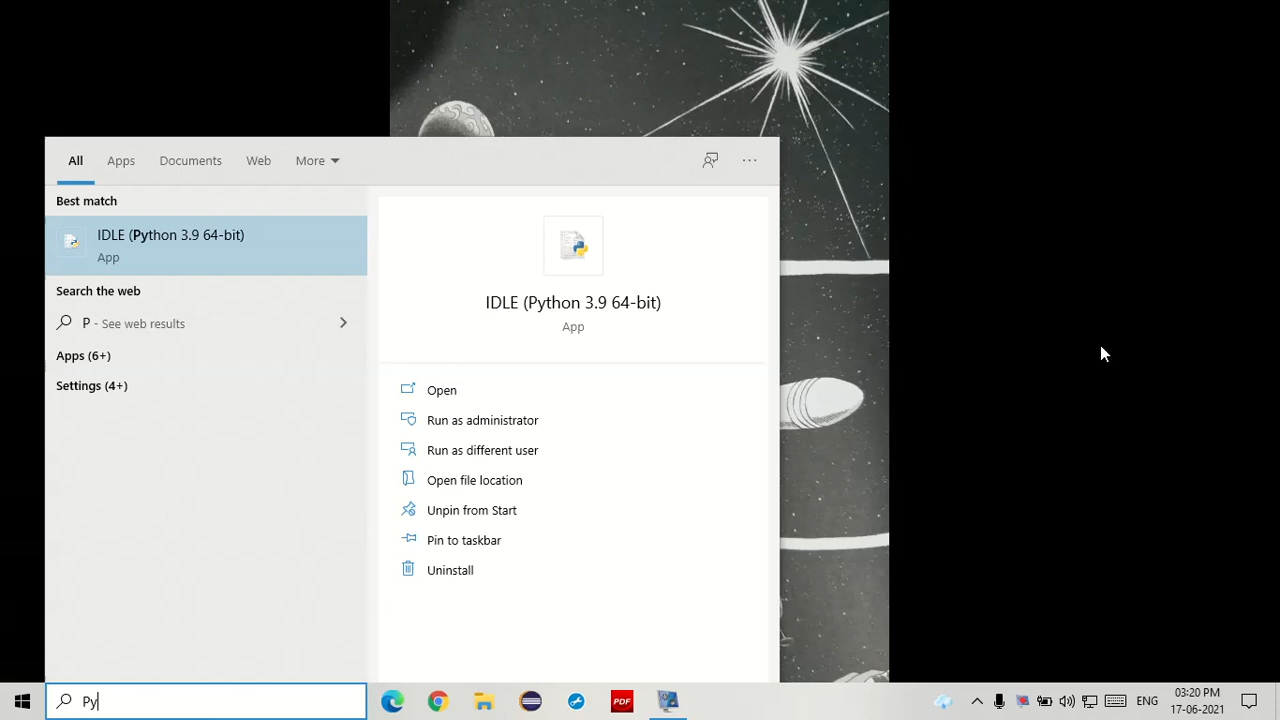 All
Apps
Documents
Web
More
Best match
IDLE (Python 3.9 64-bit)
App
Search the web
P - See web results
Apps (6+)
Settings (4+)
IDLE (Python 3.9 64-bit)
App
Open
Run as administrator
Run as different user
Open file location
Unpin from Start
Pin to taskbar
Uninstall
Py
PDF
ENG
03:20 PM
17-06-2021